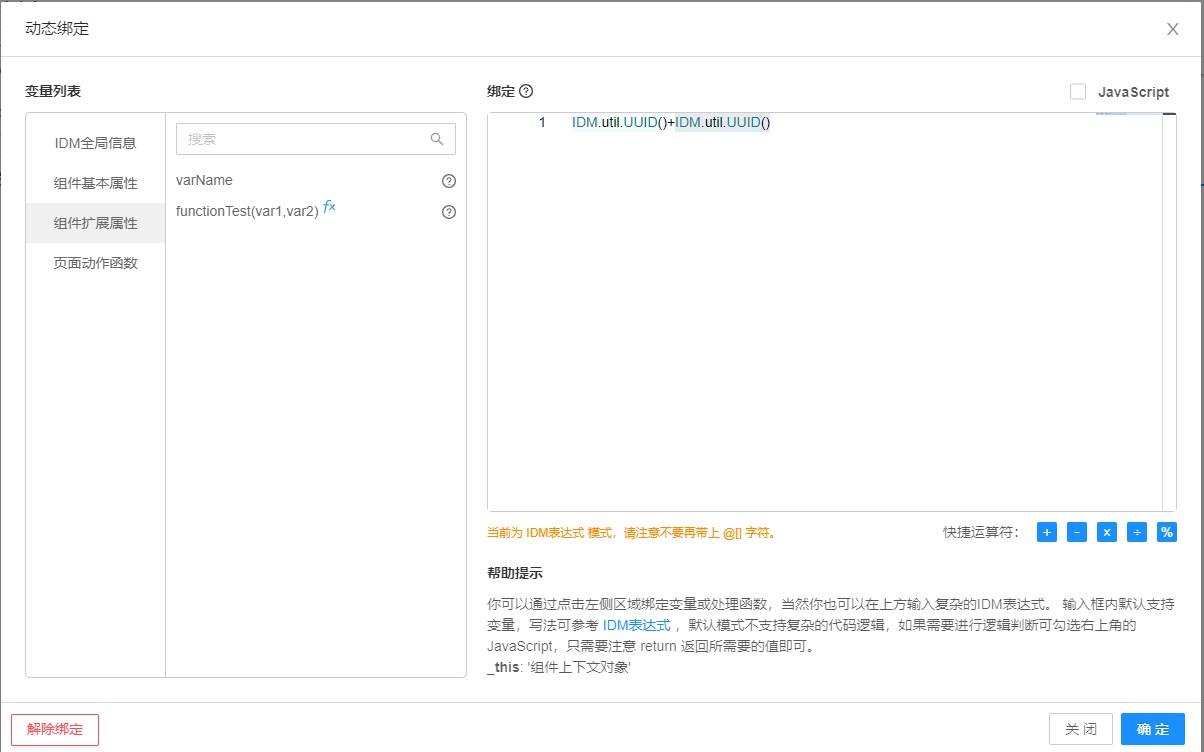 动态绑定
变量列表
IDM全局信息
组件基本属性
组件扩展属性
页面动作函数
搜索
varName
functionTest(var1,var2) fx
绑定
JavaScript
1 IDM.util.UUID()+IDM.util.UUID()
当前为 IDM表达式 模式，请注意不要再带上 @[] 字符。
快捷运算符：
+ - x ÷ %
帮助提示
你可以通过点击左侧区域绑定变量或处理函数，当然你也可以在上方输入复杂的IDM表达式。 输入框内默认支持
变量，写法可参考 IDM表达式 ，默认模式不支持复杂的代码逻辑，如果需要进行逻辑判断可勾选右上角的
JavaScript，只需要注意 return 返回所需要的值即可。
_this: '组件上下文对象'
解除绑定
关 闭
确 定